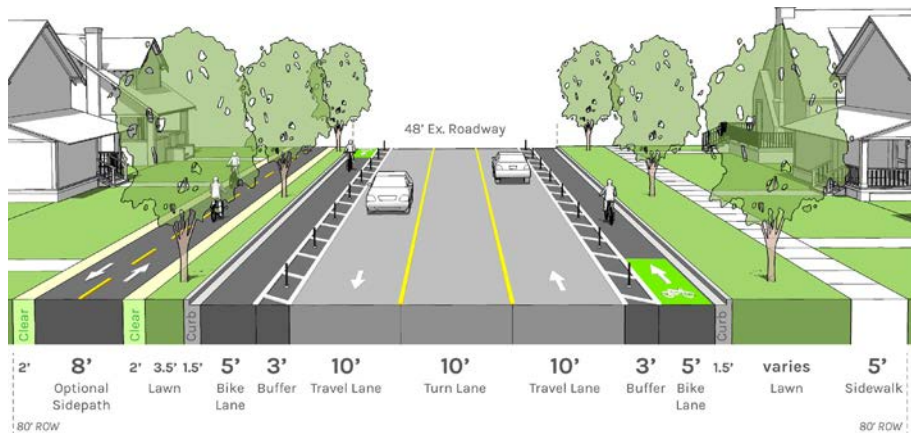 48' Ex. Roadway
Clear
Clear
Curb
Curb
2' 8' 2' 3.5' 1.5' 5' 3' 10' 10' 10' 3' 5' 1.5' varies 5'
Optional Sidepath Lawn Bike Lane Buffer Travel Lane Turn Lane Travel Lane Buffer Bike Lane Lawn Sidewalk
80' ROW 80' ROW